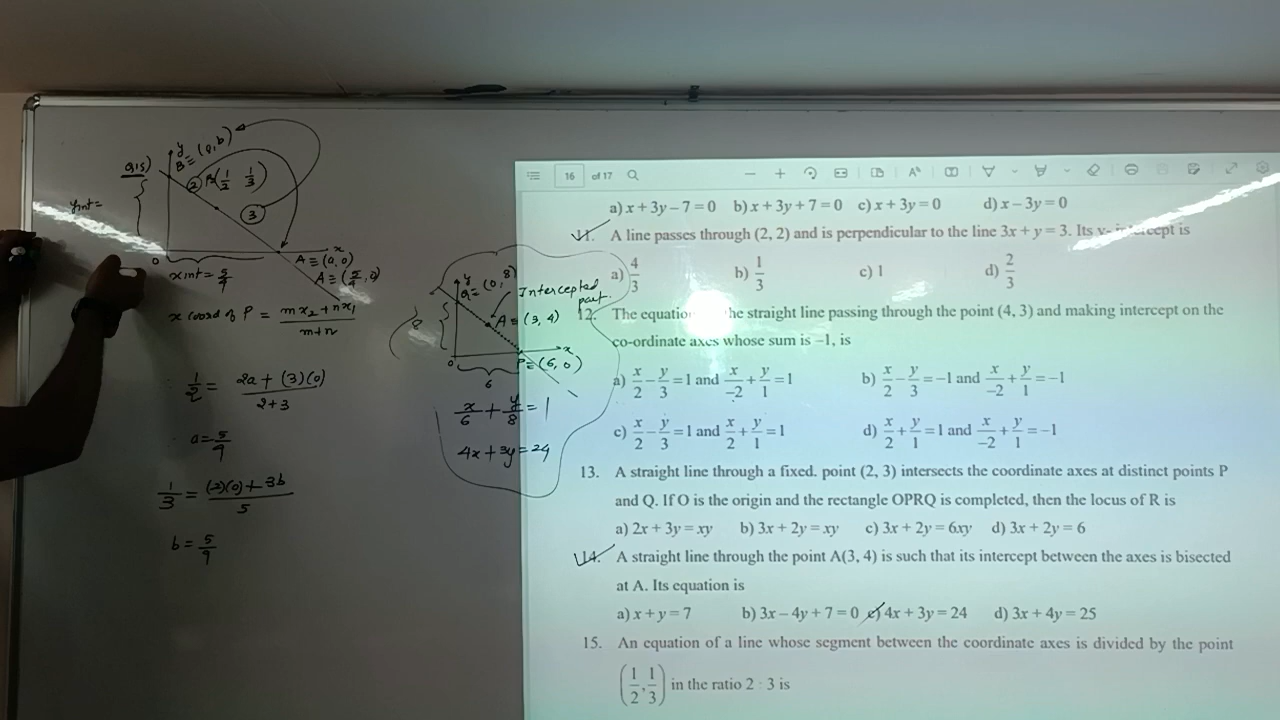 y
B ≡ (0, b)
②
P(1/2 1/3)
③
yint =
0
x
A ≡ (a, 0)
A ≡ (5/4, 0)
x int = 5/4
x coord of P = mx2 + nx1 / m+n
1/2 = 2a + (3)(0) / 2+3
a = 5/4
1/3 = (2)(0) + 3b / 5
b = 5/9
y
Q ≡ (0, 8)
Intercepted part.
A ≡ (3, 4)
8
0
x
P ≡ (6, 0)
6
x/6 + y/8 = 1
4x + 3y = 24
16 of 17
a) x + 3y – 7 = 0 b) x + 3y + 7 = 0 c) x + 3y = 0 d) x – 3y = 0
11. A line passes through (2, 2) and is perpendicular to the line 3x + y = 3. Its y- intercept is
a) 4/3 b) 1/3 c) 1 d) 2/3
12. The equation the straight line passing through the point (4, 3) and making intercept on the
co-ordinate axes whose sum is –1, is
a) x/2 – y/3 = 1 and x/–2 + y/1 = 1 b) x/2 – y/3 = –1 and x/–2 + y/1 = –1
c) x/2 – y/3 = 1 and x/2 + y/1 = 1 d) x/2 + y/3 = 1 and x/–2 + y/1 = –1
13. A straight line through a fixed. point (2, 3) intersects the coordinate axes at distinct points P
and Q. If O is the origin and the rectangle OPRQ is completed, then the locus of R is
a) 2x + 3y = xy b) 3x + 2y = xy c) 3x + 2y = 6xy d) 3x + 2y = 6
14. A straight line through the point A(3, 4) is such that its intercept between the axes is bisected
at A. Its equation is
a) x + y = 7 b) 3x – 4y + 7 = 0 c) 4x + 3y = 24 d) 3x + 4y = 25
15. An equation of a line whose segment between the coordinate axes is divided by the point
(1/2, 1/3) in the ratio 2 : 3 is